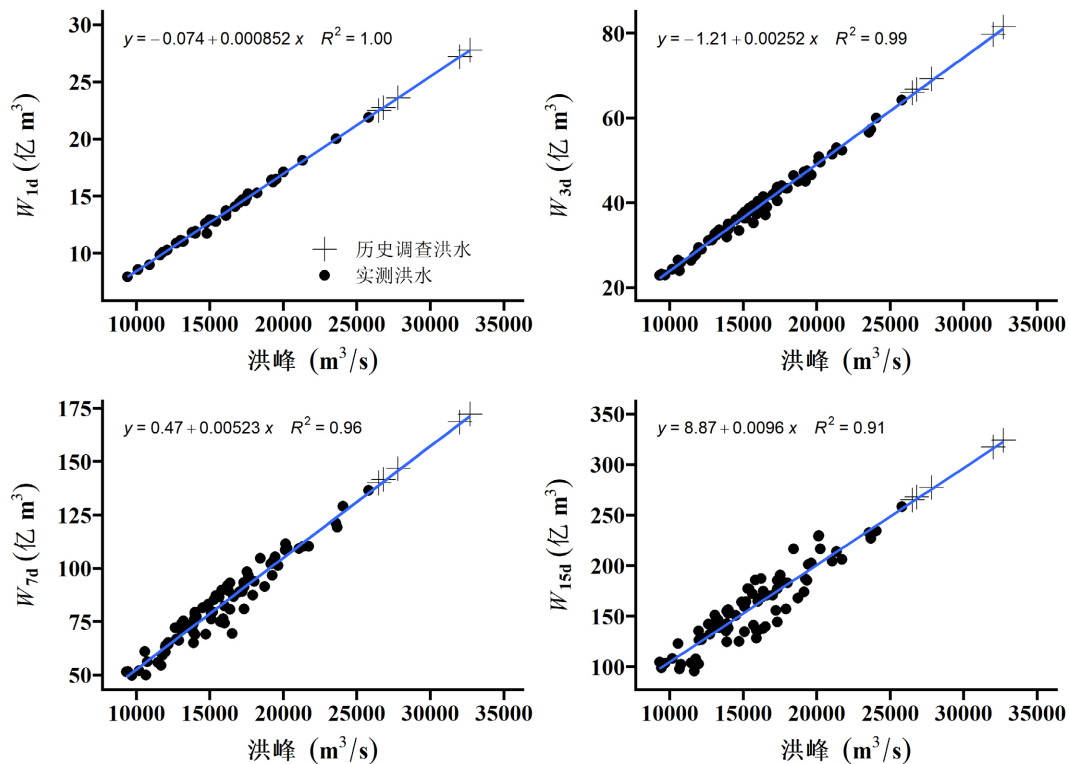 y = −0.074 + 0.000852 x R² = 1.00
30
25
20
15
10
W1d (亿 m³)
历史调查洪水
实测洪水
10000 15000 20000 25000 30000 35000
洪峰 (m³/s)
y = −1.21 + 0.00252 x R² = 0.99
80
60
40
20
W3d (亿 m³)
10000 15000 20000 25000 30000 35000
洪峰 (m³/s)
y = 0.47 + 0.00523 x R² = 0.96
175
150
125
100
75
50
W7d (亿 m³)
10000 15000 20000 25000 30000 35000
洪峰 (m³/s)
y = 8.87 + 0.0096 x R² = 0.91
350
300
250
200
150
100
W15d (亿 m³)
10000 15000 20000 25000 30000 35000
洪峰 (m³/s)